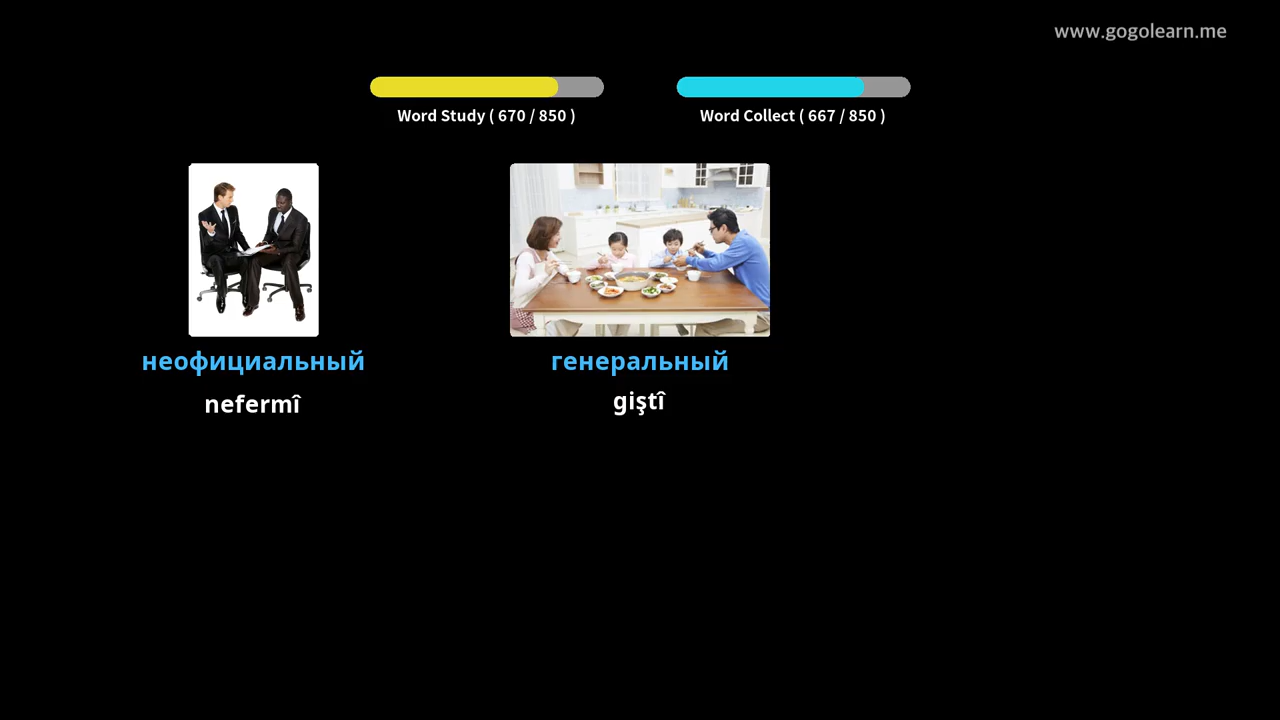 www.gogolearn.me
Word Study ( 670 / 850 )
Word Collect ( 667 / 850 )
неофициальный
nefermî
генеральный
giştî